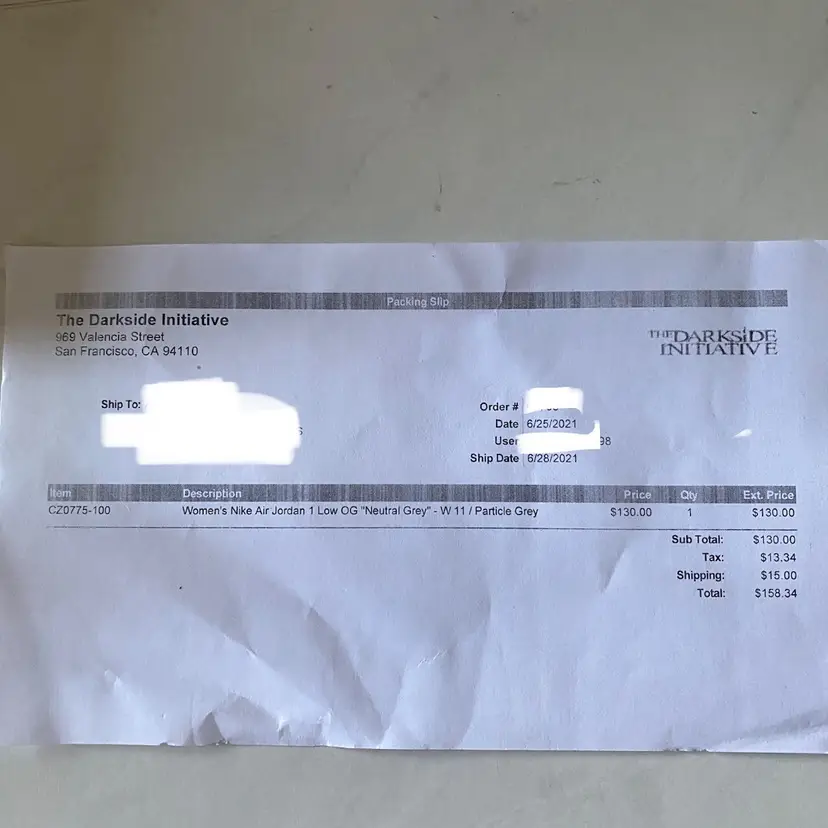 Packing Slip
The Darkside Initiative
969 Valencia Street
San Francisco, CA 94110
THE DARKSiDE
INITIATIVE
Ship To:
Order #
Date 6/25/2021
User 98
Ship Date 6/28/2021
Item Description Price Qty Ext. Price
CZ0775-100 Women's Nike Air Jordan 1 Low OG "Neutral Grey" - W 11 / Particle Grey $130.00 1 $130.00
Sub Total: $130.00
Tax: $13.34
Shipping: $15.00
Total: $158.34